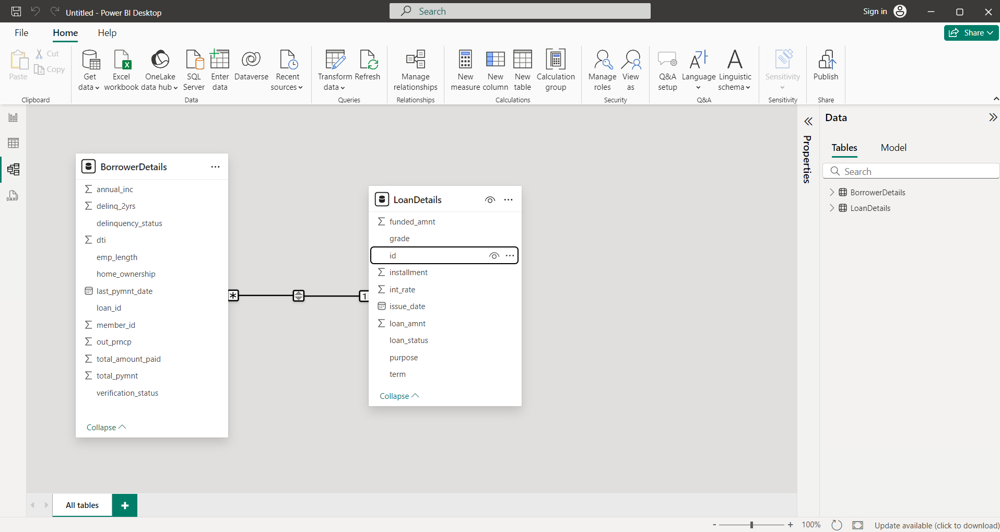 Untitled - Power BI Desktop
Search
Sign in
File
Home
Help
Share
Paste
Cut
Copy
Clipboard
Get data
Excel workbook
OneLake data hub
SQL Server
Enter data
Dataverse
Recent sources
Data
Transform data
Refresh
Queries
Manage relationships
Relationships
New measure
New column
New table
Calculation group
Calculations
Manage roles
View as
Security
Q&A setup
Language
Linguistic schema
Q&A
Sensitivity
Sensitivity
Publish
Share
DAX
BorrowerDetails
annual_inc
delinq_2yrs
delinquency_status
dti
emp_length
home_ownership
last_pymnt_date
loan_id
member_id
out_prncp
total_amount_paid
total_pymnt
verification_status
Collapse
*
1
LoanDetails
funded_amnt
grade
id
installment
int_rate
issue_date
loan_amnt
loan_status
purpose
term
Collapse
Properties
Data
Tables
Model
Search
BorrowerDetails
LoanDetails
All tables
+
- + 100%
Update available (click to download)